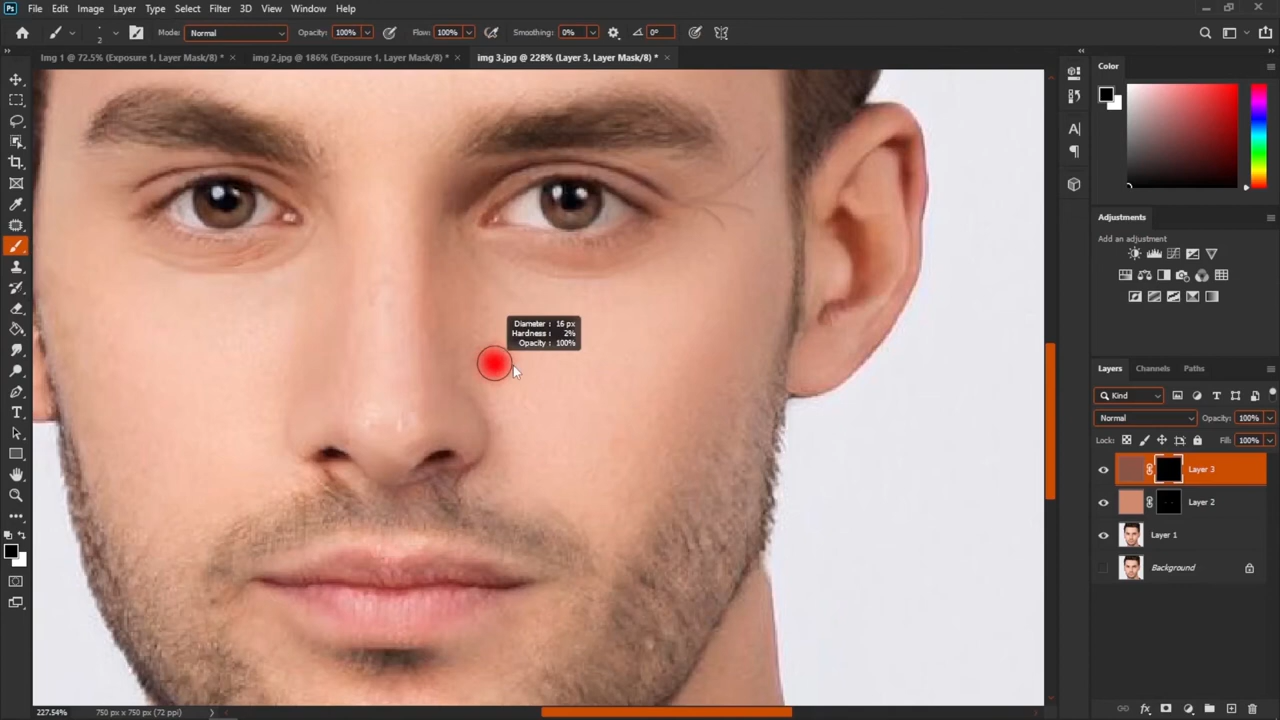 Ps File Edit Image Layer Type Select Filter 3D View Window Help
2 Mode: Normal Opacity: 100% Flow: 100% Smoothing: 0% 0°
Img 1 @ 72.5% (Exposure 1, Layer Mask/8) * × img 2.jpg @ 186% (Exposure 1, Layer Mask/8) * × img 3.jpg @ 228% (Layer 3, Layer Mask/8) * ×
Color
Adjustments
Add an adjustment
Diameter : 16 px
Hardness : 2%
Opacity : 100%
Layers Channels Paths
Kind
Normal Opacity: 100%
Lock: Fill: 100%
Layer 3
Layer 2
Layer 1
Background
227.54% 750 px x 750 px (72 ppi)